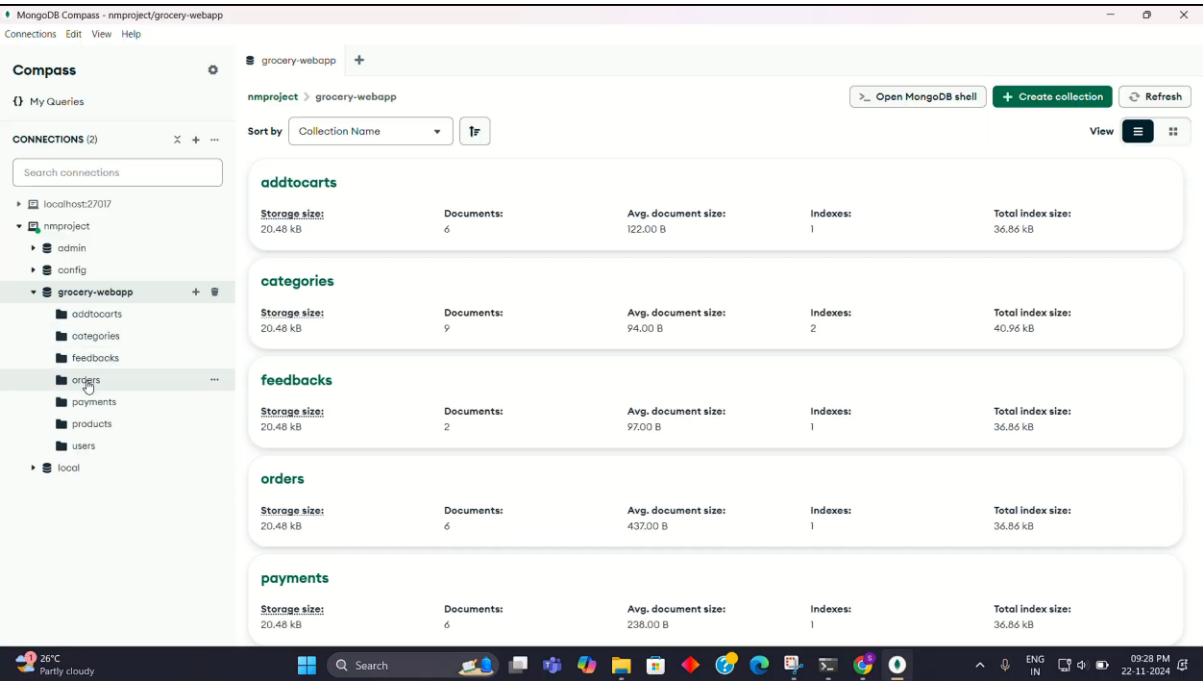 MongoDB Compass - nmproject/grocery-webapp
Connections Edit View Help
Compass
{} My Queries
CONNECTIONS (2)
Search connections
localhost:27017
nmproject
admin
config
grocery-webapp
addtocarts
categories
feedbacks
orders
payments
products
users
local
grocery-webapp
nmproject > grocery-webapp
>_ Open MongoDB shell
+ Create collection
Refresh
Sort by Collection Name
View
addtocarts
Storage size: Documents: Avg. document size: Indexes: Total index size:
20.48 kB 6 122.00 B 1 36.86 kB
categories
Storage size: Documents: Avg. document size: Indexes: Total index size:
20.48 kB 9 94.00 B 2 40.96 kB
feedbacks
Storage size: Documents: Avg. document size: Indexes: Total index size:
20.48 kB 2 97.00 B 1 36.86 kB
orders
Storage size: Documents: Avg. document size: Indexes: Total index size:
20.48 kB 6 437.00 B 1 36.86 kB
payments
Storage size: Documents: Avg. document size: Indexes: Total index size:
20.48 kB 6 238.00 B 1 36.86 kB
1
26°C
Partly cloudy
Search
S
ENG
IN
09:28 PM
22-11-2024